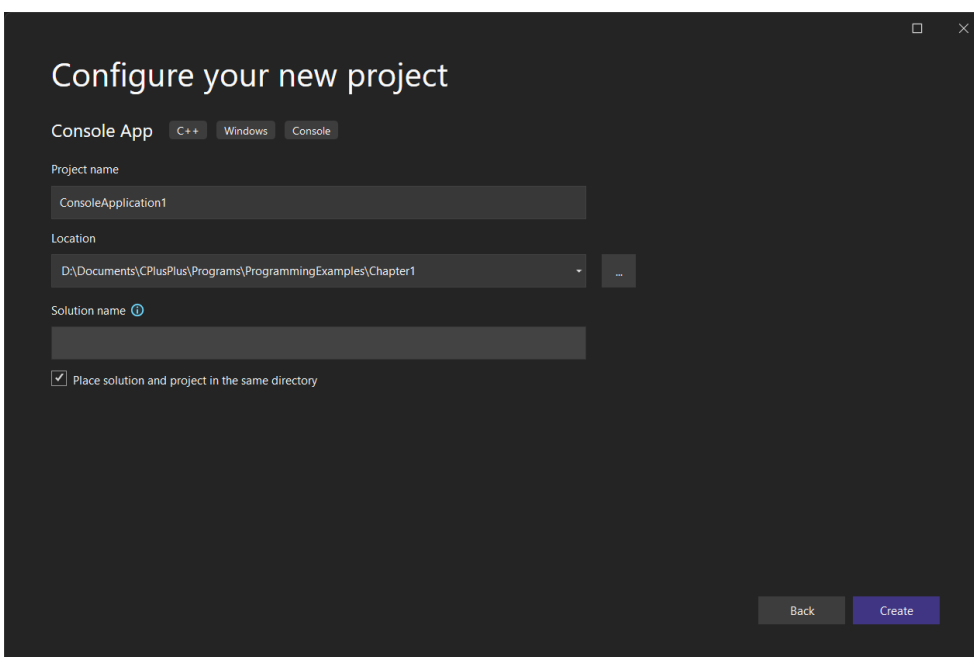 Configure your new project
Console App C++ Windows Console
Project name
ConsoleApplication1
Location
D:\Documents\CPlusPlus\Programs\ProgrammingExamples\Chapter1 ...
Solution name
Place solution and project in the same directory
Back Create